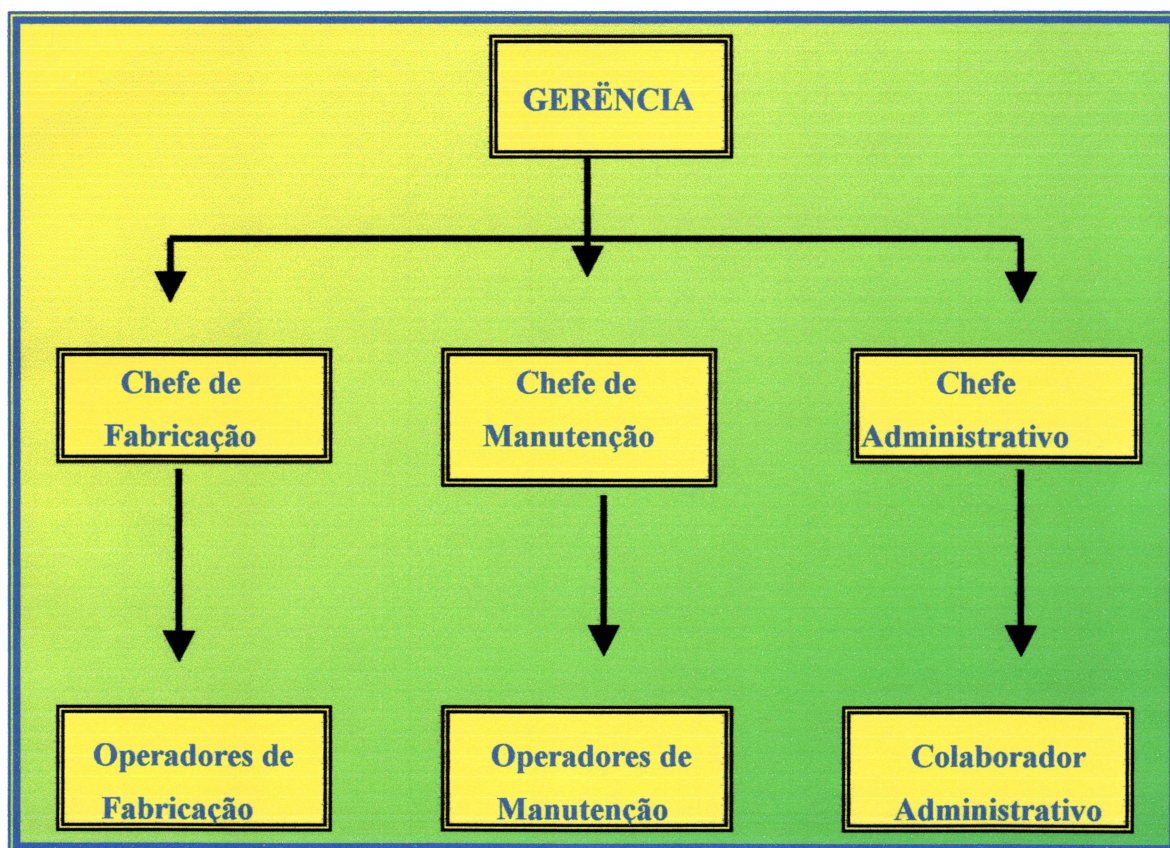 GERËNCIA
Chefe de
Fabricação
Chefe de
Manutenção
Chefe
Administrativo
Operadores de
Fabricação
Operadores de
Manutenção
Colaborador
Administrativo